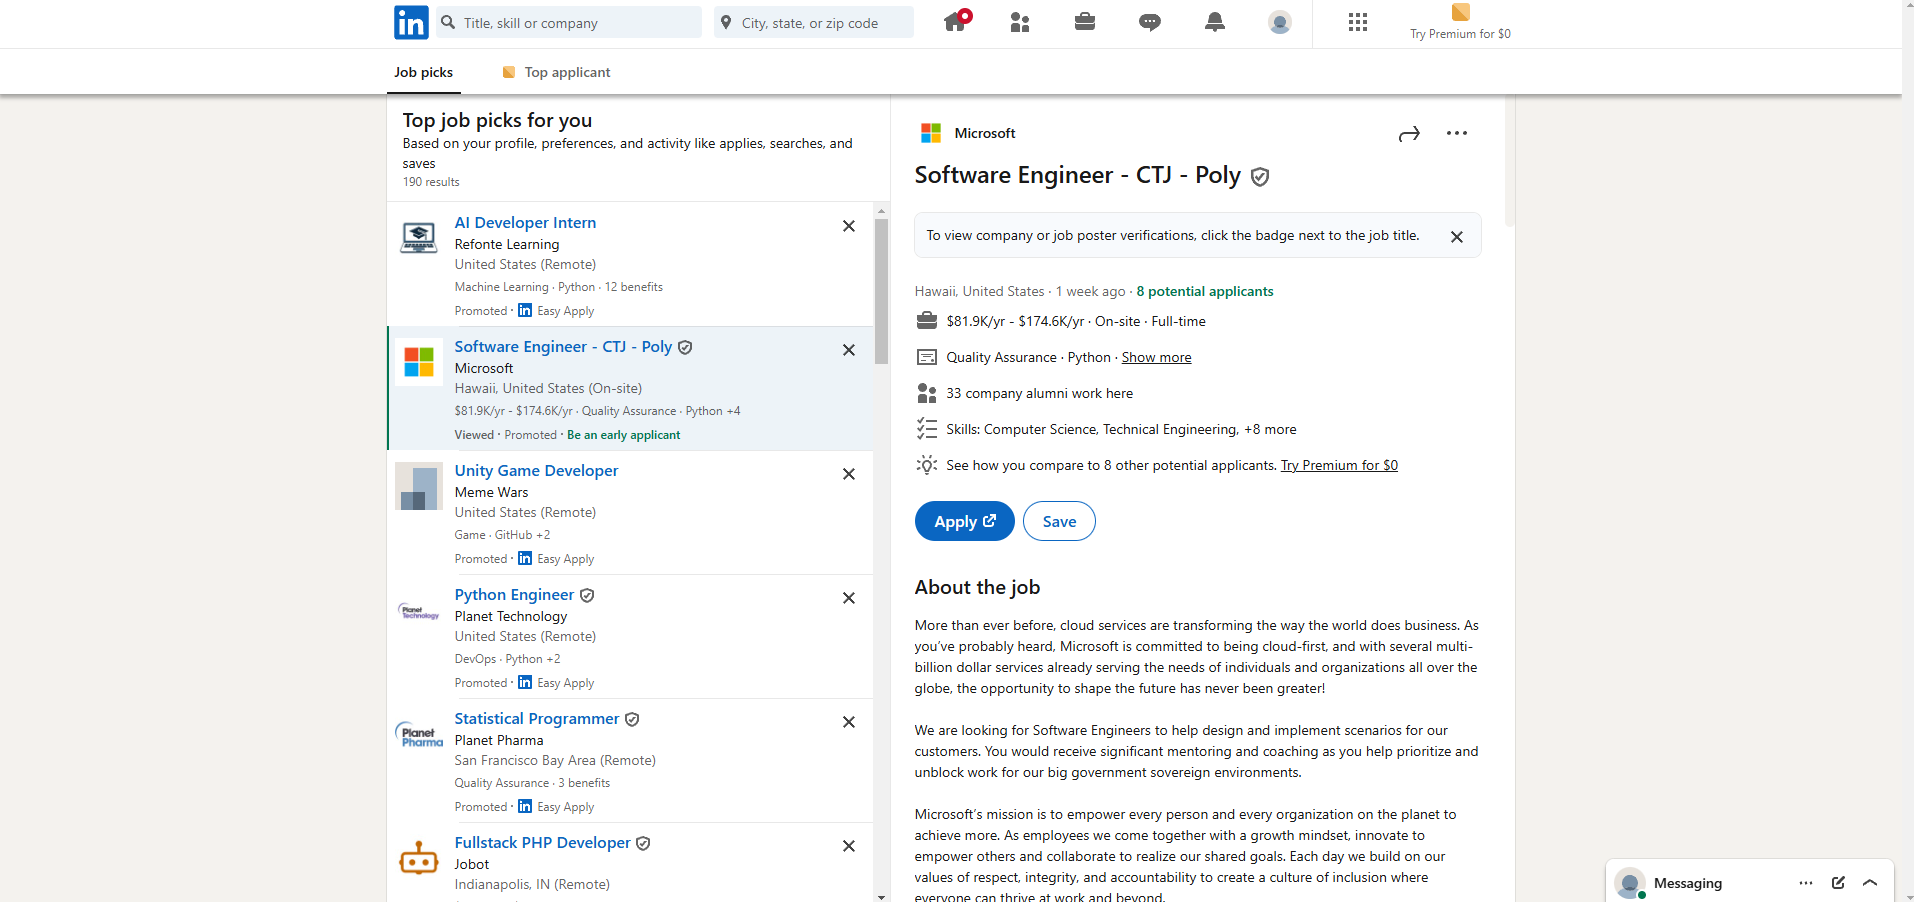 in
Title, skill or company
City, state, or zip code
Try Premium for $0
Job picks
Top applicant
Top job picks for you
Based on your profile, preferences, and activity like applies, searches, and
saves
190 results
AI Developer Intern
Refonte Learning
United States (Remote)
Machine Learning · Python · 12 benefits
Promoted · in Easy Apply
Software Engineer - CTJ - Poly
Microsoft
Hawaii, United States (On-site)
$81.9K/yr - $174.6K/yr · Quality Assurance · Python +4
Viewed · Promoted · Be an early applicant
Unity Game Developer
Meme Wars
United States (Remote)
Game · GitHub +2
Promoted · in Easy Apply
Planet
Technology
Python Engineer
Planet Technology
United States (Remote)
DevOps · Python +2
Promoted · in Easy Apply
Planet
Pharma
Statistical Programmer
Planet Pharma
San Francisco Bay Area (Remote)
Quality Assurance · 3 benefits
Promoted · in Easy Apply
Fullstack PHP Developer
Jobot
Indianapolis, IN (Remote)
Microsoft
Software Engineer - CTJ - Poly
To view company or job poster verifications, click the badge next to the job title.
Hawaii, United States · 1 week ago · 8 potential applicants
$81.9K/yr - $174.6K/yr · On-site · Full-time
Quality Assurance · Python · Show more
33 company alumni work here
Skills: Computer Science, Technical Engineering, +8 more
See how you compare to 8 other potential applicants. Try Premium for $0
Apply
Save
About the job
More than ever before, cloud services are transforming the way the world does business. As
you’ve probably heard, Microsoft is committed to being cloud-first, and with several multi-
billion dollar services already serving the needs of individuals and organizations all over the
globe, the opportunity to shape the future has never been greater!
We are looking for Software Engineers to help design and implement scenarios for our
customers. You would receive significant mentoring and coaching as you help prioritize and
unblock work for our big government sovereign environments.
Microsoft’s mission is to empower every person and every organization on the planet to
achieve more. As employees we come together with a growth mindset, innovate to
empower others and collaborate to realize our shared goals. Each day we build on our
values of respect, integrity, and accountability to create a culture of inclusion where
everyone can thrive at work and beyond.
Messaging